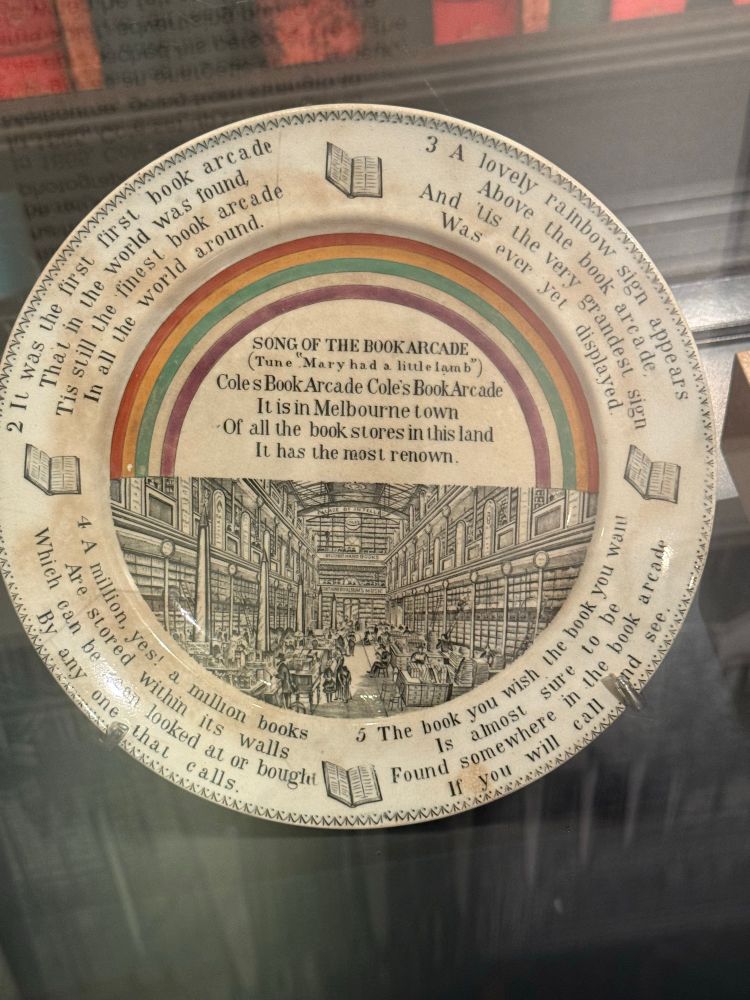 SONG OF THE BOOK ARCADE
(Tune "Mary had a little lamb")
Cole's Book Arcade Cole's Book Arcade
It is in Melbourne town
Of all the book stores in this land
It has the most renown.
2 It was the first first book arcade
That in the world was found,
Tis still the finest book arcade
In all the world around.
3 A lovely rainbow sign appears
Above the book arcade,
And 'tis the very grandest sign
Was ever yet displayed.
4 A million, yes! a million books
Are stored within its walls
Which can be seen looked at or bought
By any one that calls.
5 The book you wish the book you want
Is almost sure to be
Found somewhere in the book arcade
If you will call and see.